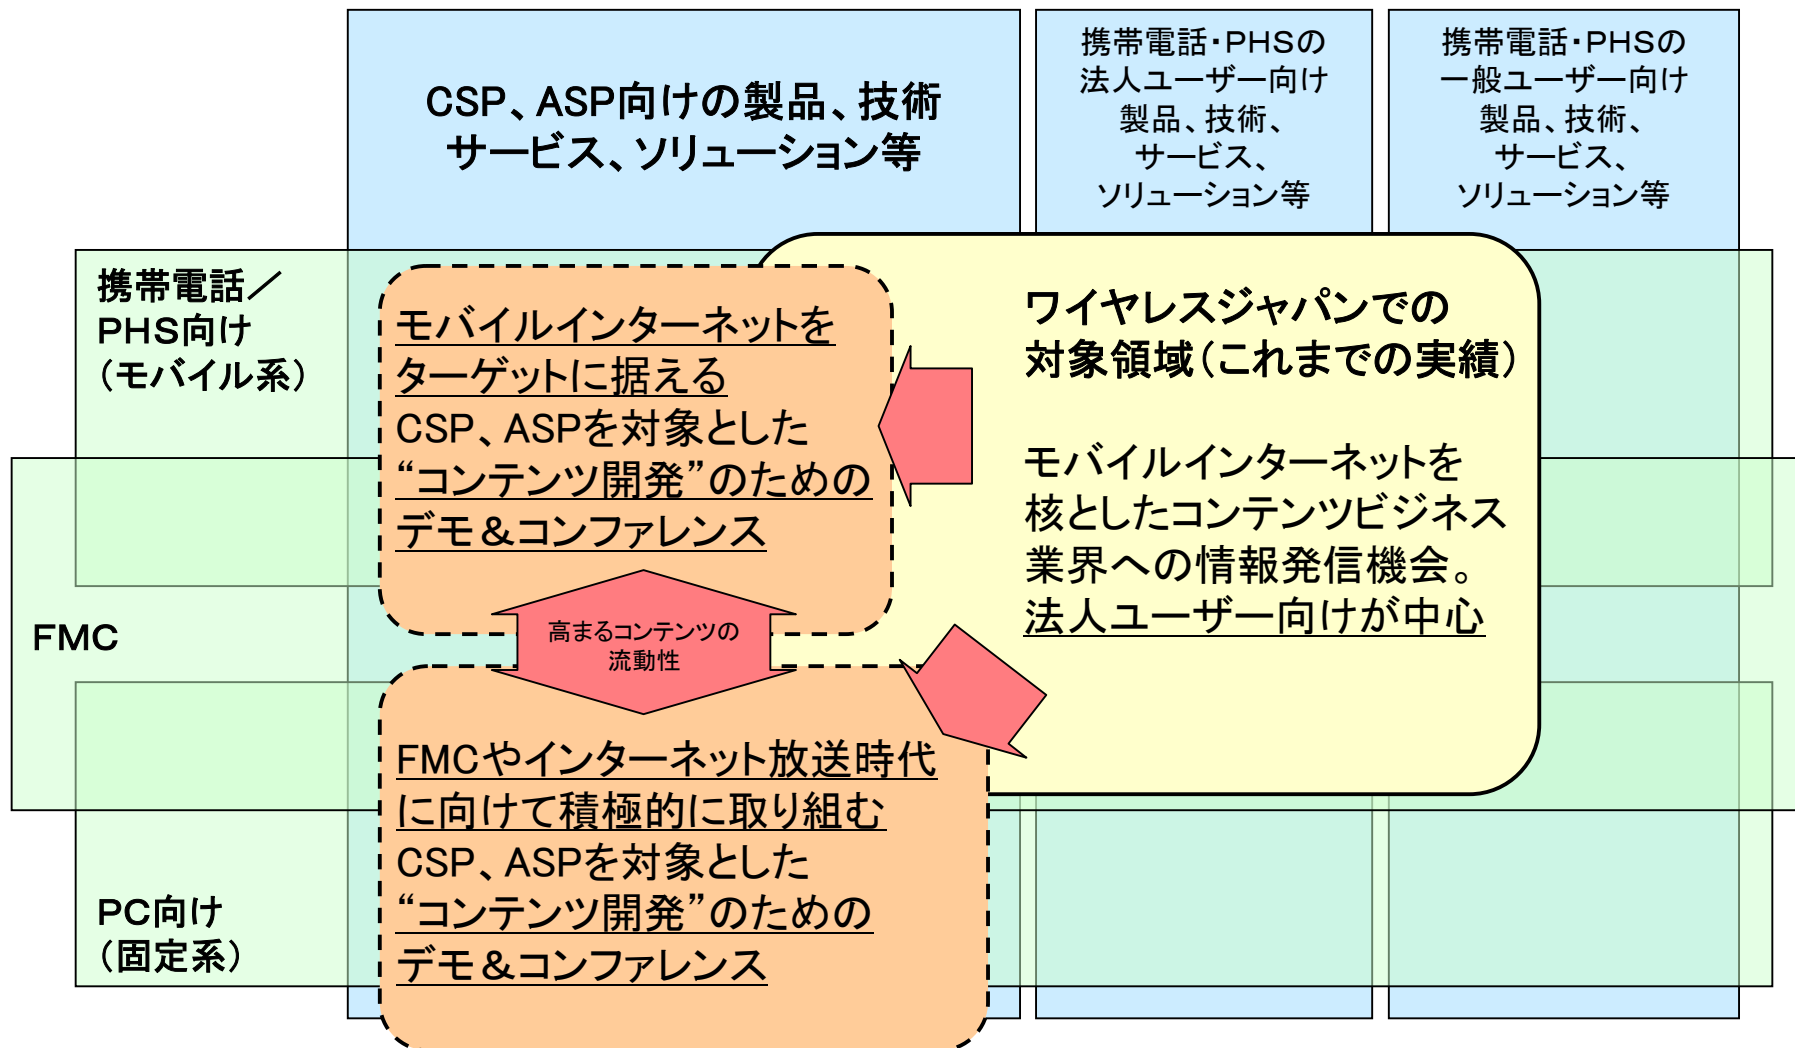 CSP、ASP向けの製品、技術
サービス、ソリューション等
携帯電話・PHSの
法人ユーザー向け
製品、技術、
サービス、
ソリューション等
携帯電話・PHSの
一般ユーザー向け
製品、技術、
サービス、
ソリューション等
携帯電話／
PHS向け
（モバイル系）
モバイルインターネットを
ターゲットに据える
CSP、ASPを対象とした
“コンテンツ開発”のための
デモ＆コンファレンス
ワイヤレスジャパンでの
対象領域（これまでの実績）
モバイルインターネットを
核としたコンテンツビジネス
業界への情報発信機会。
法人ユーザー向けが中心
FMC
高まるコンテンツの
流動性
FMCやインターネット放送時代
に向けて積極的に取り組む
CSP、ASPを対象とした
“コンテンツ開発”のための
デモ＆コンファレンス
PC向け
（固定系）